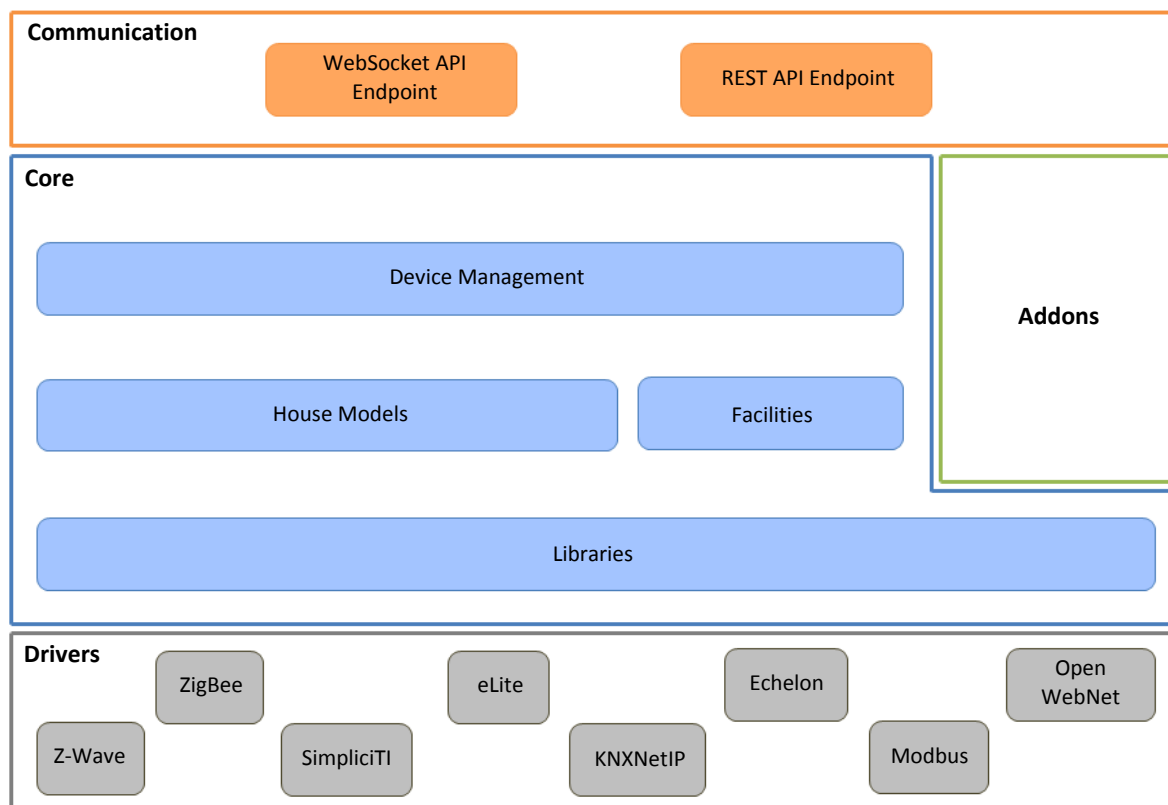 Communication
WebSocket API
Endpoint
REST API Endpoint
Core
Device Management
Addons
House Models
Facilities
Libraries
Drivers
ZigBee
eLite
Echelon
Open
WebNet
Z-Wave
SimpliciTI
KNXNetIP
Modbus